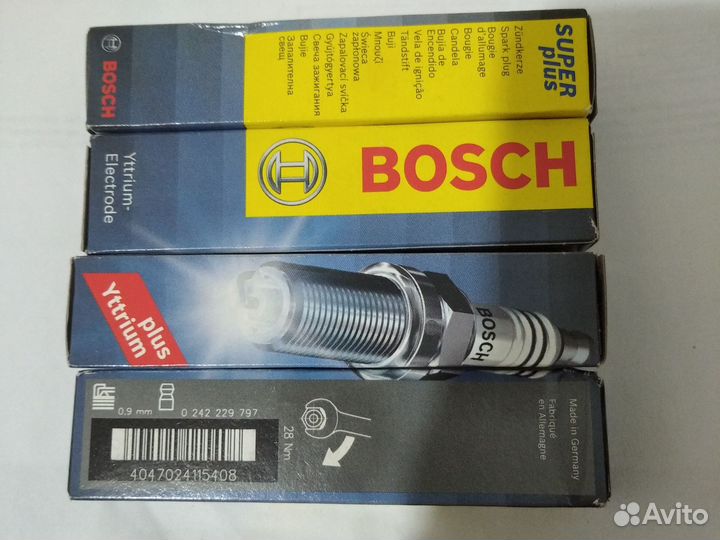 BOSCH
Zündkerze
Spark plug
Bougie
d'allumage
Bougie
Candela
Bujía de
Encendido
Vela de ignição
Tändstift
Buji
Μπουζί
Świeca
zapłonowa
Zapalovací svíčka
Gyújtógyertya
Свеча зажигания
Bujie
Запалителна
свещ
SUPER
plus
Yttrium-
Electrode
BOSCH
plus
Yttrium
BOSCH
0,9 mm
0 242 229 797
4047024115408
28 Nm
Made in Germany
Fabriqué
en Allemagne
Avito